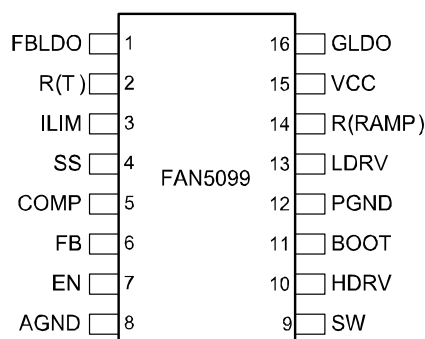 FBLDO 1 16 GLDO
R(T) 2 15 VCC
ILIM 3 14 R(RAMP)
SS 4 13 LDRV
FAN5099
COMP 5 12 PGND
FB 6 11 BOOT
EN 7 10 HDRV
AGND 8 9 SW